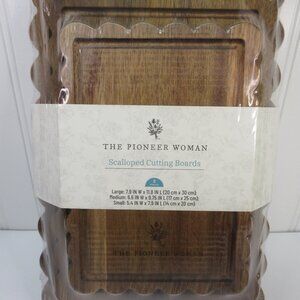 THE PIONEER WOMAN
Scalloped Cutting Boards
Large: 7.9 IN W x 11.8 IN L (20 cm x 30 cm)
Medium: 6.6 IN W x 9.75 IN L (17 cm x 25 cm)
Small: 5.4 IN W x 7.9 IN L (14 cm x 20 cm)
THE PIONEER WOMAN